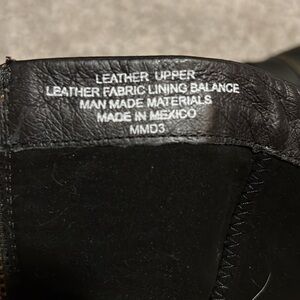 LEATHER UPPER
LEATHER FABRIC LINING BALANCE
MAN MADE MATERIALS
MADE IN MEXICO
MMD3